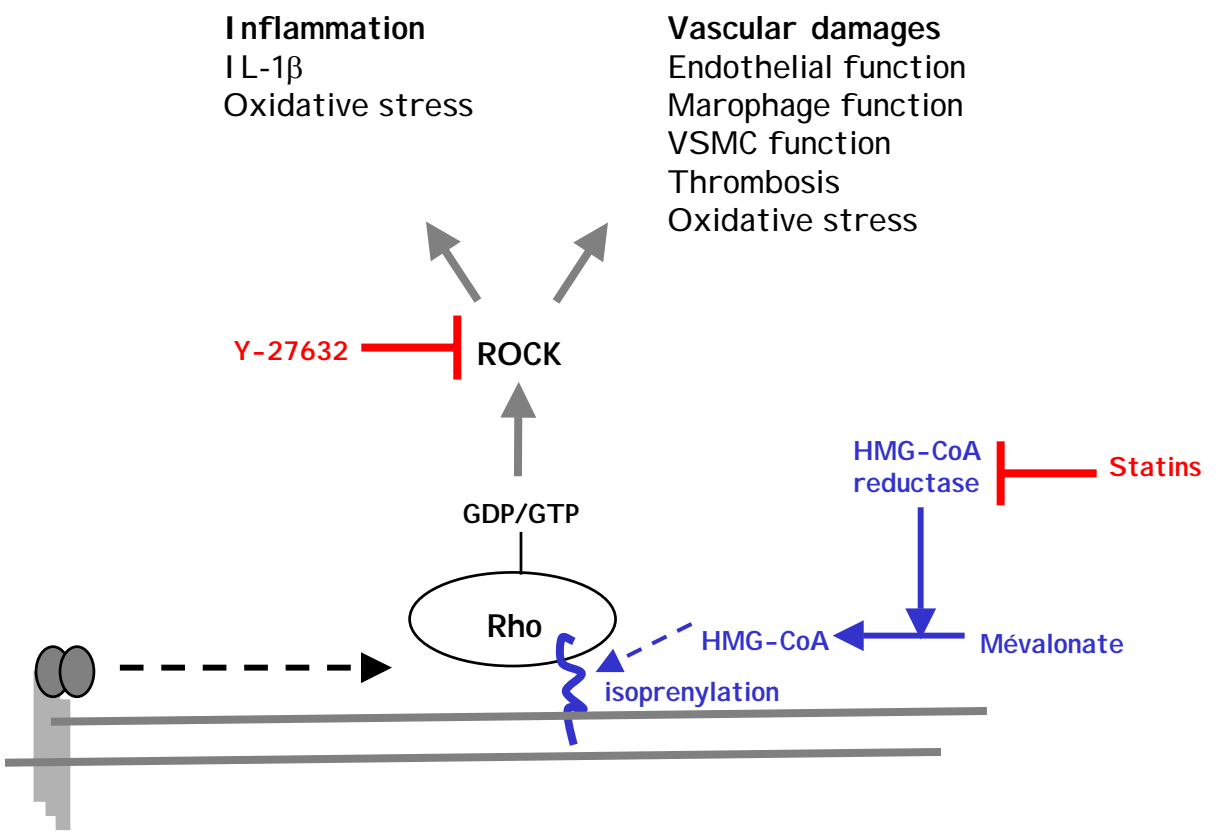 Inflammation
IL-1β
Oxidative stress
Vascular damages
Endothelial function
Marophage function
VSMC function
Thrombosis
Oxidative stress
Y-27632
ROCK
HMG-CoA
reductase
Statins
GDP/GTP
Rho
HMG-CoA
Mévalonate
isoprenylation